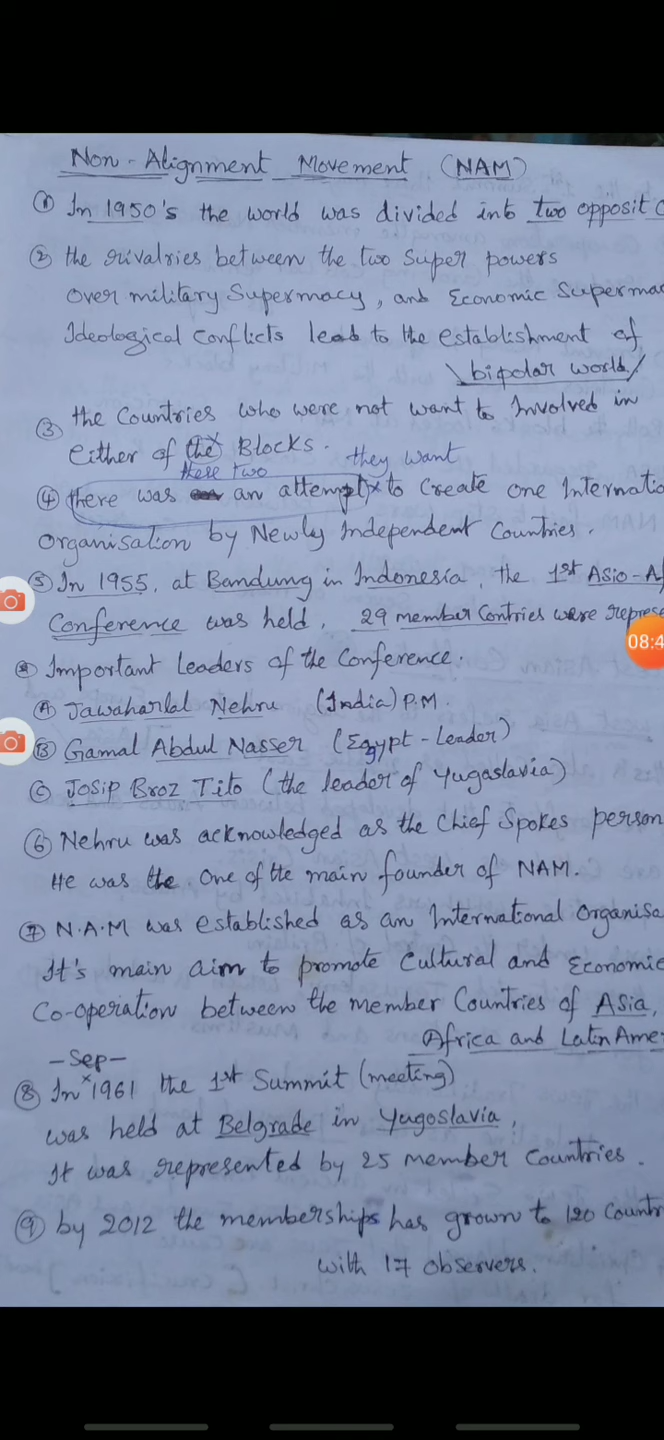 Non-Alignment Movement (NAM)
① In 1950's the world was divided into two opposit
② the rivalries between the two Super powers
over military Supermacy, and Economic Superma
Ideological conflicts lead to the establishment of
\bipolar world/
③ the Countries who were not want to Involved in
either of the Blocks.
these two they want
④ there was an attempt to Create one Internatio
Organisation by Newly Independent Countries.
⑤ In 1955, at Bandung in Indonesia, the 1st Asio-Af
Conference was held, 29 member Contries were represe
08:4
Important Leaders of the Conference.
Ⓐ Jawaharlal Nehru (India) P.M.
Ⓑ Gamal Abdul Nasser (Egypt-Leader)
Ⓒ Josip Broz Tito (the leader of Yugaslavia)
⑥ Nehru was acknowledged as the Chief Spokes person
He was the One of the main founder of NAM.
⑦ N.A.M was established as an International Organisa
It's main aim to promote Cultural and Economic
Co-operation between the member Countries of Asia,
Africa and Latin Ame
-Sep-
⑧ In 1961 the 1st Summit (meeting)
was held at Belgrade in Yugoslavia,
It was represented by 25 member Countries.
⑨ by 2012 the memberships has grown to 120 Countr
with 17 observers.